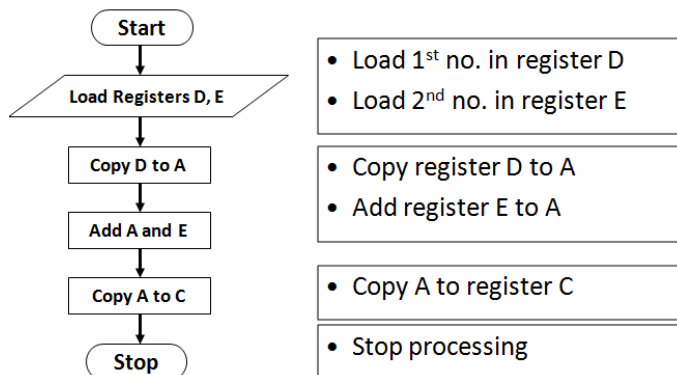 Start
Load Registers D, E
Copy D to A
Add A and E
Copy A to C
Stop
• Load 1st no. in register D
• Load 2nd no. in register E
• Copy register D to A
• Add register E to A
• Copy A to register C
• Stop processing